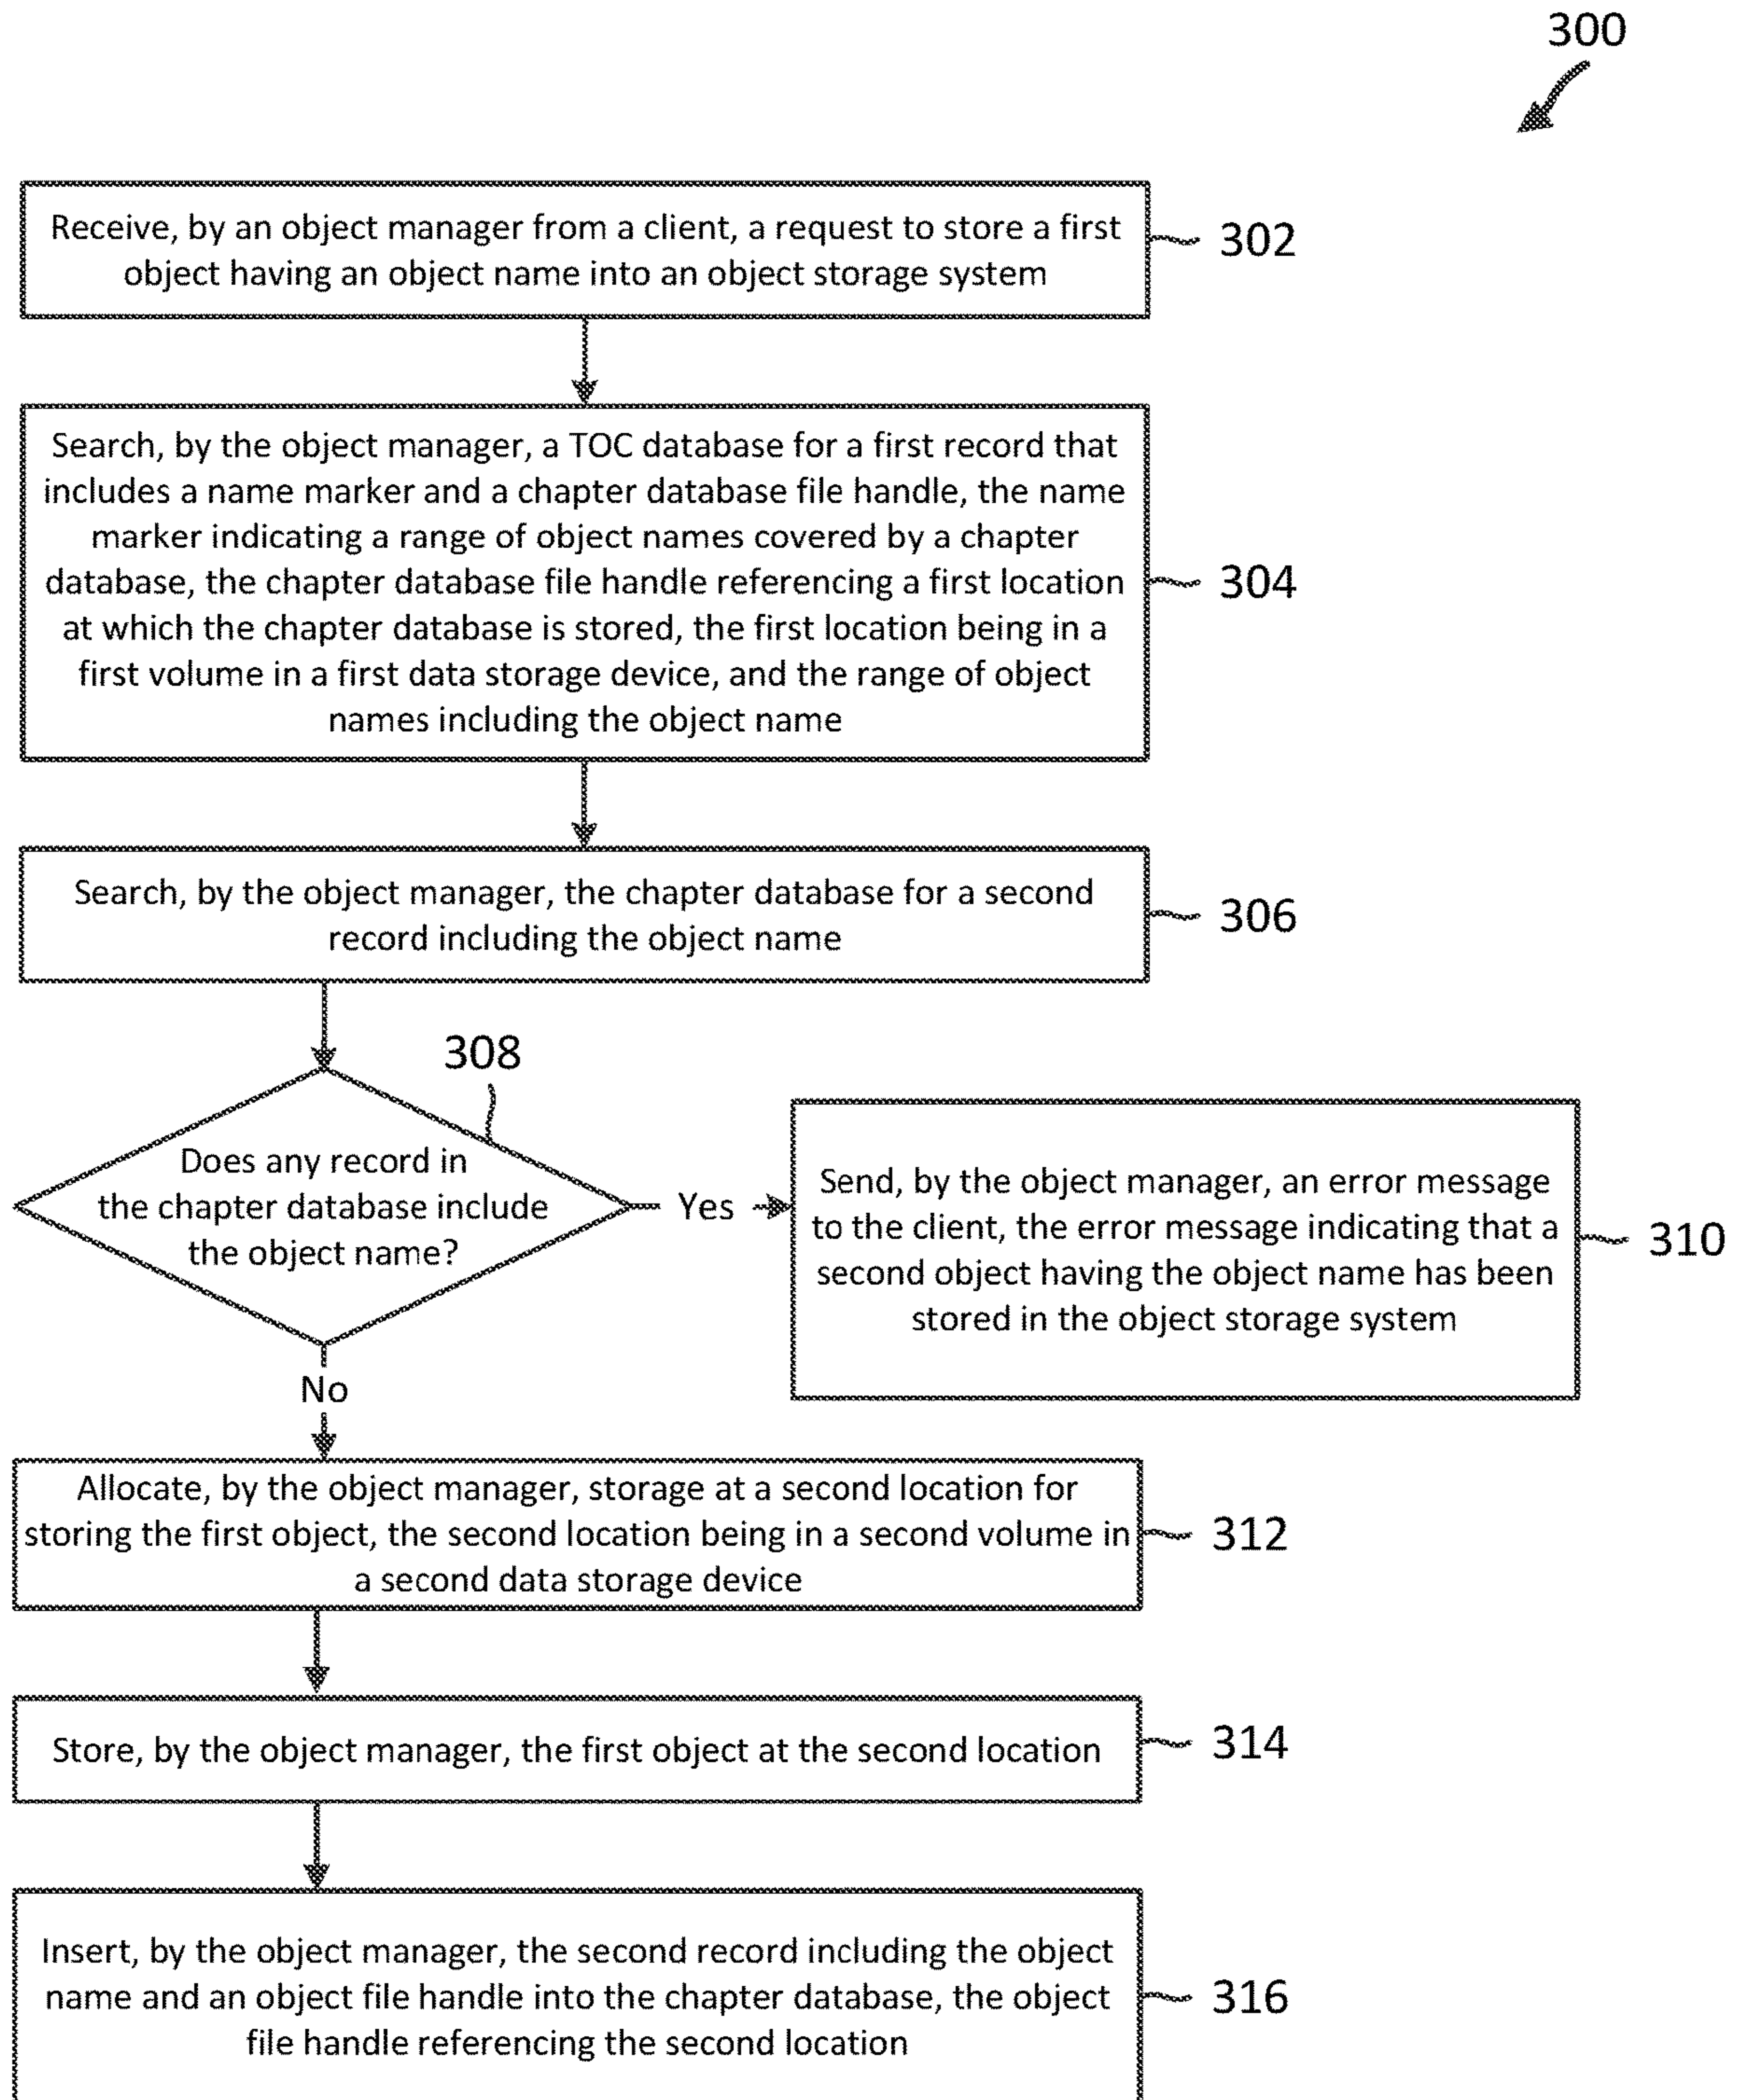 300
Receive, by an object manager from a client, a request to store a first
object having an object name into an object storage system
302
Search, by the object manager, a TOC database for a first record that
includes a name marker and a chapter database file handle, the name
marker indicating a range of object names covered by a chapter
database, the chapter database file handle referencing a first location
at which the chapter database is stored, the first location being in a
first volume in a first data storage device, and the range of object
names including the object name
304
Search, by the object manager, the chapter database for a second
record including the object name
306
308
Does any record in
the chapter database include
the object name?
Yes
Send, by the object manager, an error message
to the client, the error message indicating that a
second object having the object name has been
stored in the object storage system
310
No
Allocate, by the object manager, storage at a second location for
storing the first object, the second location being in a second volume in
a second data storage device
312
Store, by the object manager, the first object at the second location
314
Insert, by the object manager, the second record including the object
name and an object file handle into the chapter database, the object
file handle referencing the second location
316